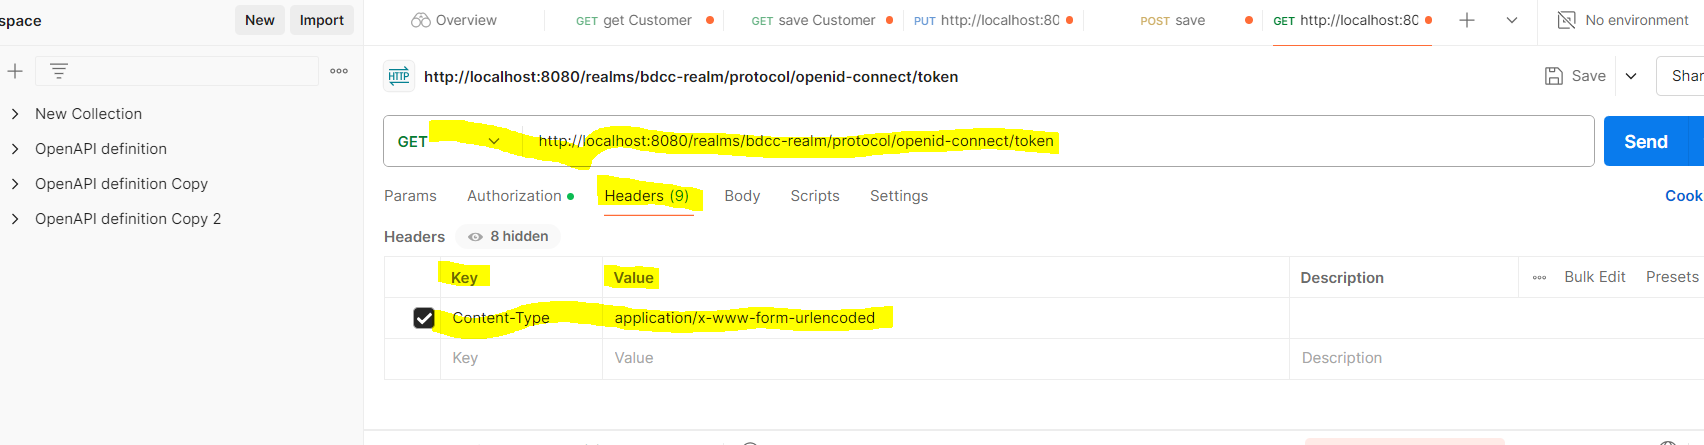 space New Import
Overview GET get Customer GET save Customer PUT http://localhost:80 POST save GET http://localhost:80 No environment
http://localhost:8080/realms/bdcc-realm/protocol/openid-connect/token Save Shar
GET http://localhost:8080/realms/bdcc-realm/protocol/openid-connect/token Send
New Collection
OpenAPI definition
OpenAPI definition Copy
OpenAPI definition Copy 2
HTTP
Params Authorization Headers (9) Body Scripts Settings Cook
Headers 8 hidden
Key Value Description Bulk Edit Presets
Content-Type application/x-www-form-urlencoded
Key Value Description